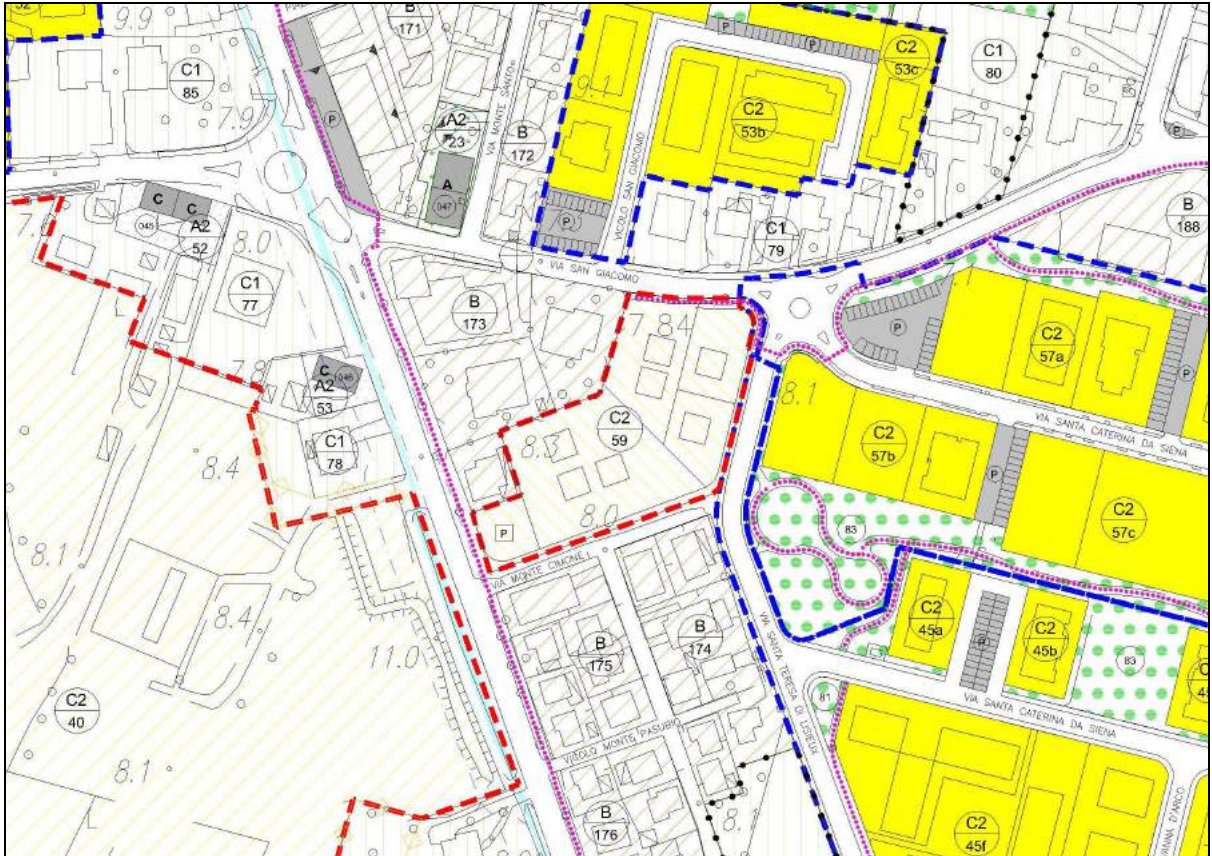 9.9
B
171
C1
85
7.9
P
A2
23
VIA MONTE SANTO
B
172
A
047
9.1
P
P
C2
53c
C2
53b
C1
80
P
VICOLO SAN GIACOMO
P
C1
79
B
188
C
C
045
A2
52
8.0
C1
77
VIA SAN GIACOMO
B
173
7.84
P
C2
57a
P
C
046
A2
53
C1
78
8.4
8.3
C2
59
8.1
C2
57b
VIA SANTA CATERINA DA SIENA
P
C2
57c
8.0
P
83
VIA MONTE CIMONE
8.1
8.4
11.0
B
175
B
174
C2
45a
C2
45b
83
VIA SANTA TERESA DI LISIEUX
81
VIA SANTA CATERINA DA SIENA
C2
40
8.1
VICOLO MONTE PASUBIO
B
176
C2
45f